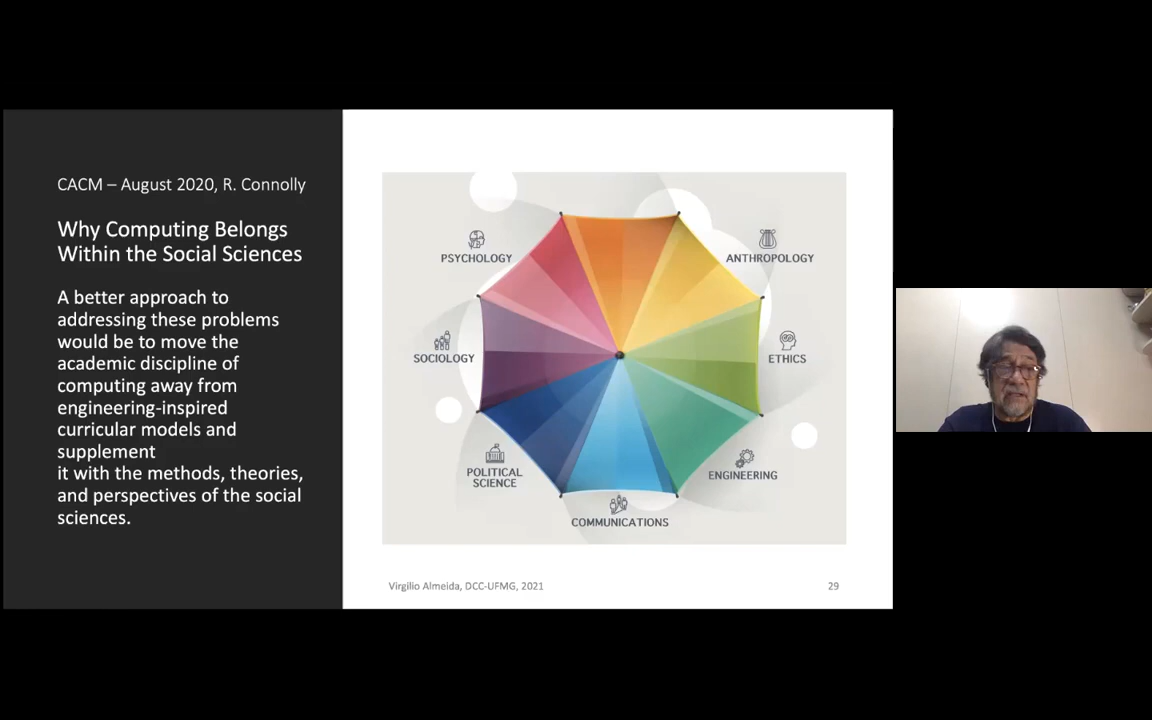 CACM – August 2020, R. Connolly
Why Computing Belongs
Within the Social Sciences
A better approach to
addressing these problems
would be to move the
academic discipline of
computing away from
engineering-inspired
curricular models and
supplement
it with the methods, theories,
and perspectives of the social
sciences.
PSYCHOLOGY
ANTHROPOLOGY
SOCIOLOGY
ETHICS
POLITICAL
SCIENCE
ENGINEERING
COMMUNICATIONS
Virgilio Almeida, DCC-UFMG, 2021
29